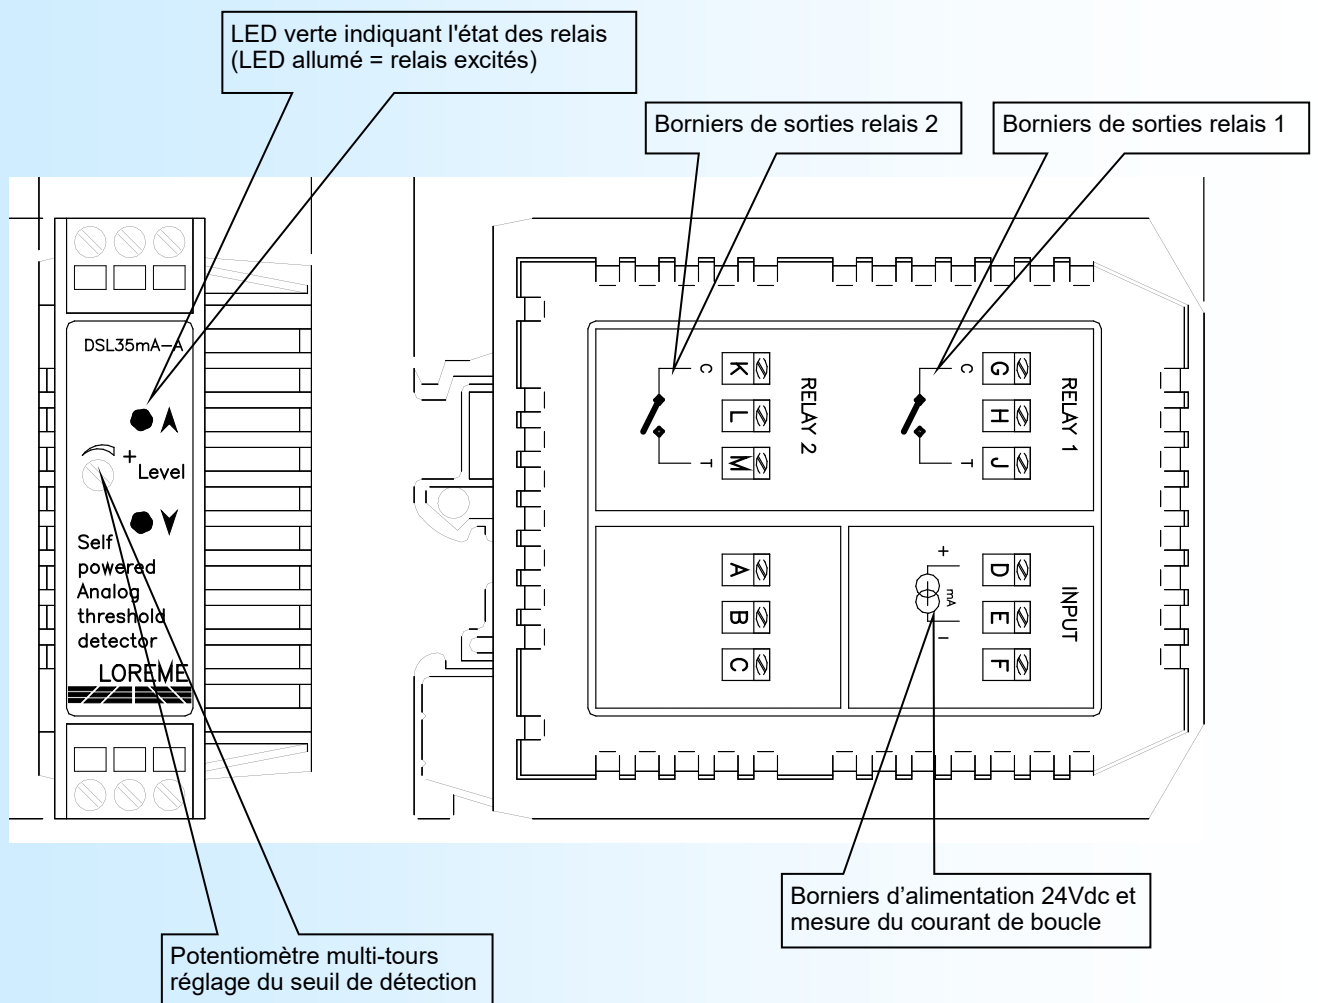 LED verte indiquant l'état des relais
(LED allumé = relais excités)
Borniers de sorties relais 2
Borniers de sorties relais 1
DSL35mA-A
+
Level
Self
powered
Analog
threshold
detector
LOREME
C
T
K
L
M
RELAY 2
C
T
G
H
J
RELAY 1
A
B
C
+
mA
-
D
E
F
INPUT
Borniers d’alimentation 24Vdc et
mesure du courant de boucle
Potentiomètre multi-tours
réglage du seuil de détection